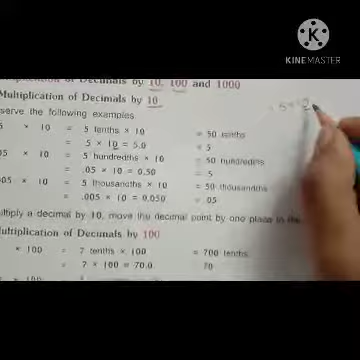 Multiplication of Decimals by 10, 100 and 1000
Multiplication of Decimals by 10
serve the following examples.
5 × 10 = 5 tenths × 10 = 50 tenths
= 5 × 10 = 5.0 = 5
05 × 10 = 5 hundredths × 10 = 50 hundredths
= .05 × 10 = 0.50 = .5
005 × 10 = 5 thousandths × 10 = 50 thousandths
= .005 × 10 = 0.050 = .05
ultiply a decimal by 10, move the decimal point by one place to the
ultiplication of Decimals by 100
× 100 = 7 tenths × 100 = 700 tenths
= 7 × 100 = 70.0 70
× 100
KINEMASTER